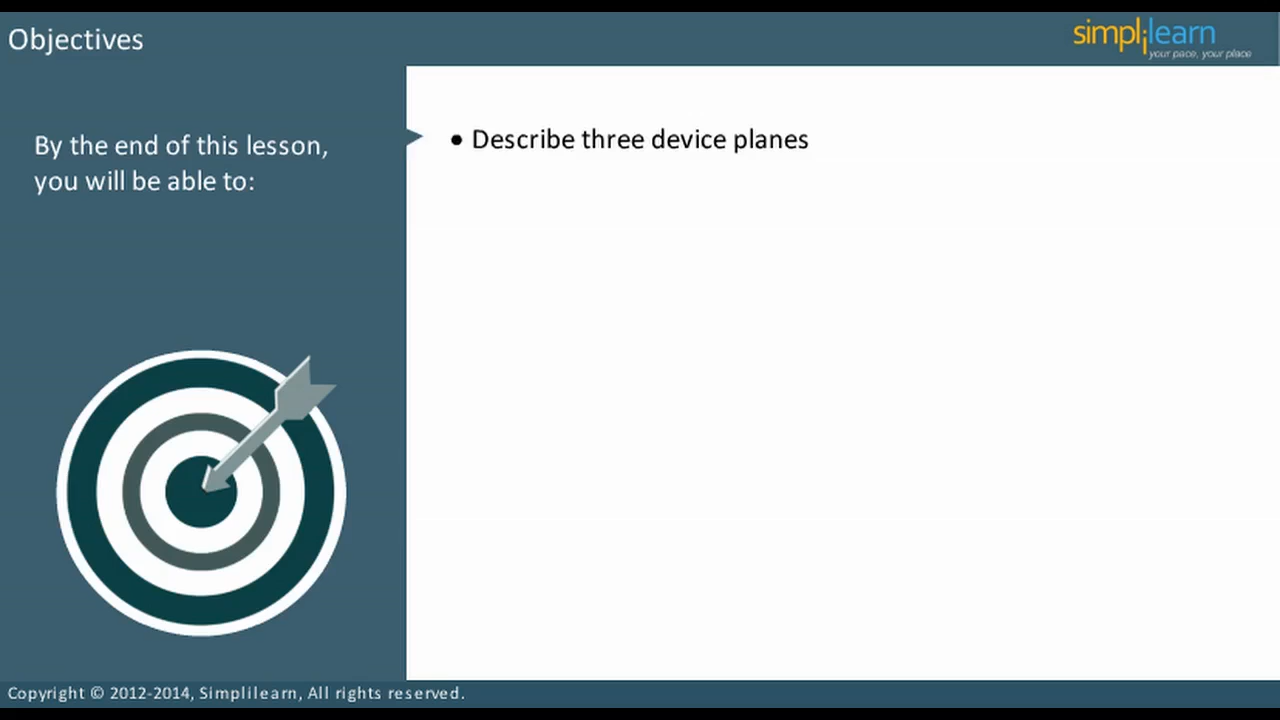 Objectives
simplilearn
your pace, your place
By the end of this lesson,
you will be able to:
• Describe three device planes
Copyright © 2012-2014, Simplilearn, All rights reserved.